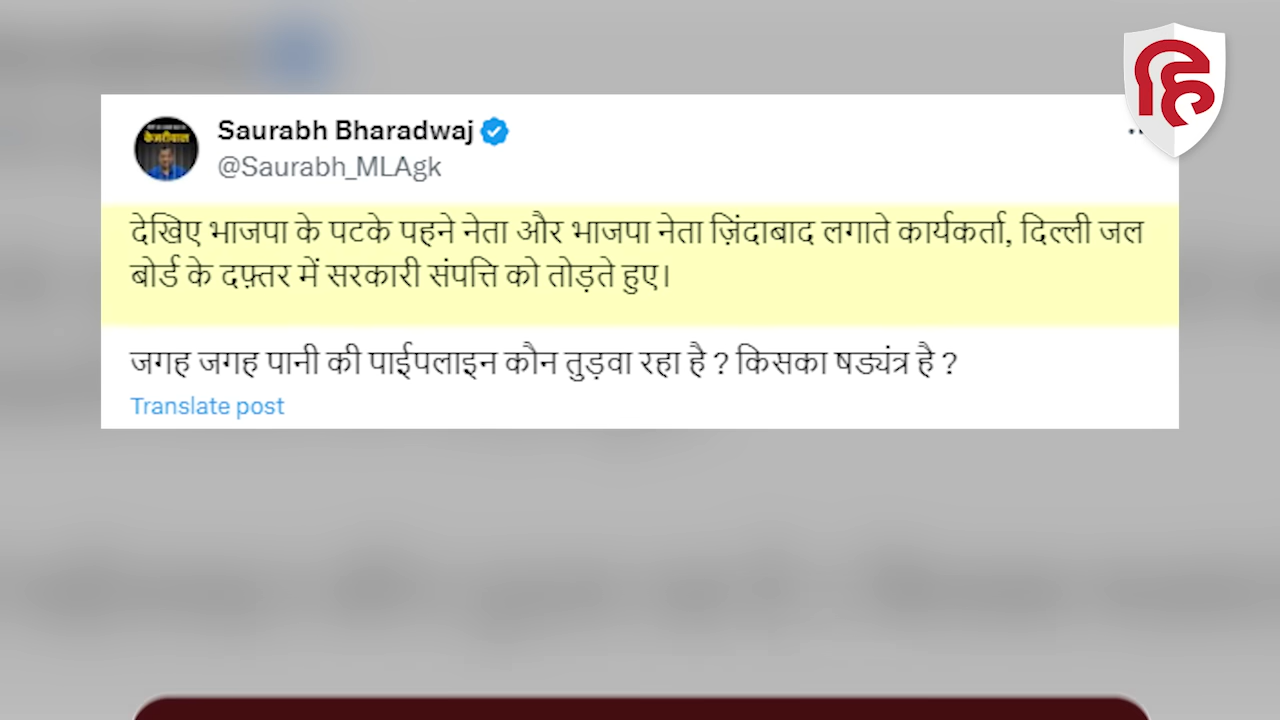 Saurabh Bharadwaj
@Saurabh_MLAgk
देखिए भाजपा के पटके पहने नेता और भाजपा नेता ज़िंदाबाद लगाते कार्यकर्ता, दिल्ली जल
बोर्ड के दफ़्तर में सरकारी संपत्ति को तोड़ते हुए।
जगह जगह पानी की पाईपलाइन कौन तुड़वा रहा है ? किसका षड्यंत्र है ?
Translate post
हि
केजरीवाल